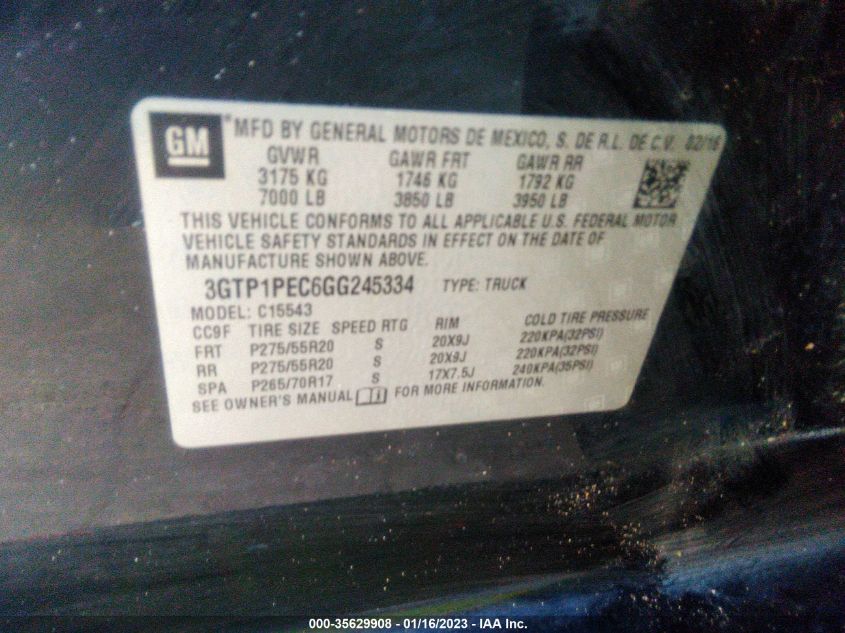 GM MFD BY GENERAL MOTORS DE MEXICO, S. DE R.L. DE C.V. 02/16
GVWR GAWR FRT GAWR RR
3175 KG 1746 KG 1792 KG
7000 LB 3850 LB 3950 LB
THIS VEHICLE CONFORMS TO ALL APPLICABLE U.S. FEDERAL MOTOR
VEHICLE SAFETY STANDARDS IN EFFECT ON THE DATE OF
MANUFACTURE SHOWN ABOVE.
3GTP1PEC6GG245334 TYPE: TRUCK
MODEL: C15543
CC9F TIRE SIZE SPEED RTG RIM COLD TIRE PRESSURE
FRT P275/55R20 S 20X9J 220KPA(32PSI)
RR P275/55R20 S 20X9J 220KPA(32PSI)
SPA P265/70R17 S 17X7.5J 240KPA(35PSI)
SEE OWNER'S MANUAL FOR MORE INFORMATION.
000-35629908 - 01/16/2023 - IAA Inc.